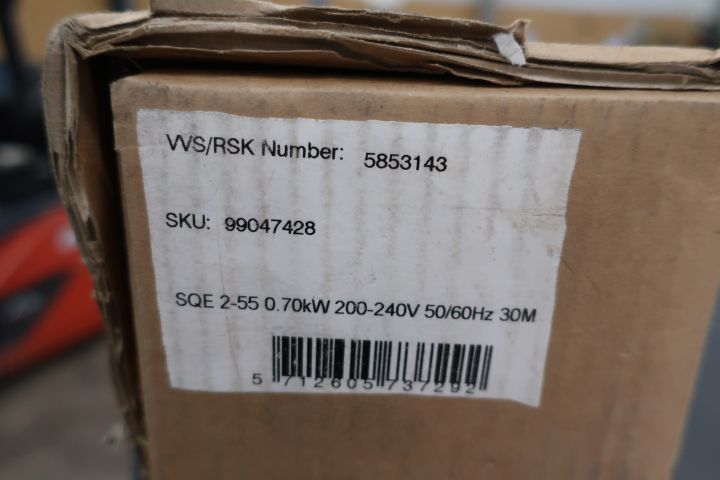 VVS/RSK Number: 5853143
SKU: 99047428
SQE 2-55 0.70kW 200-240V 50/60Hz 30M
5 712605 737292